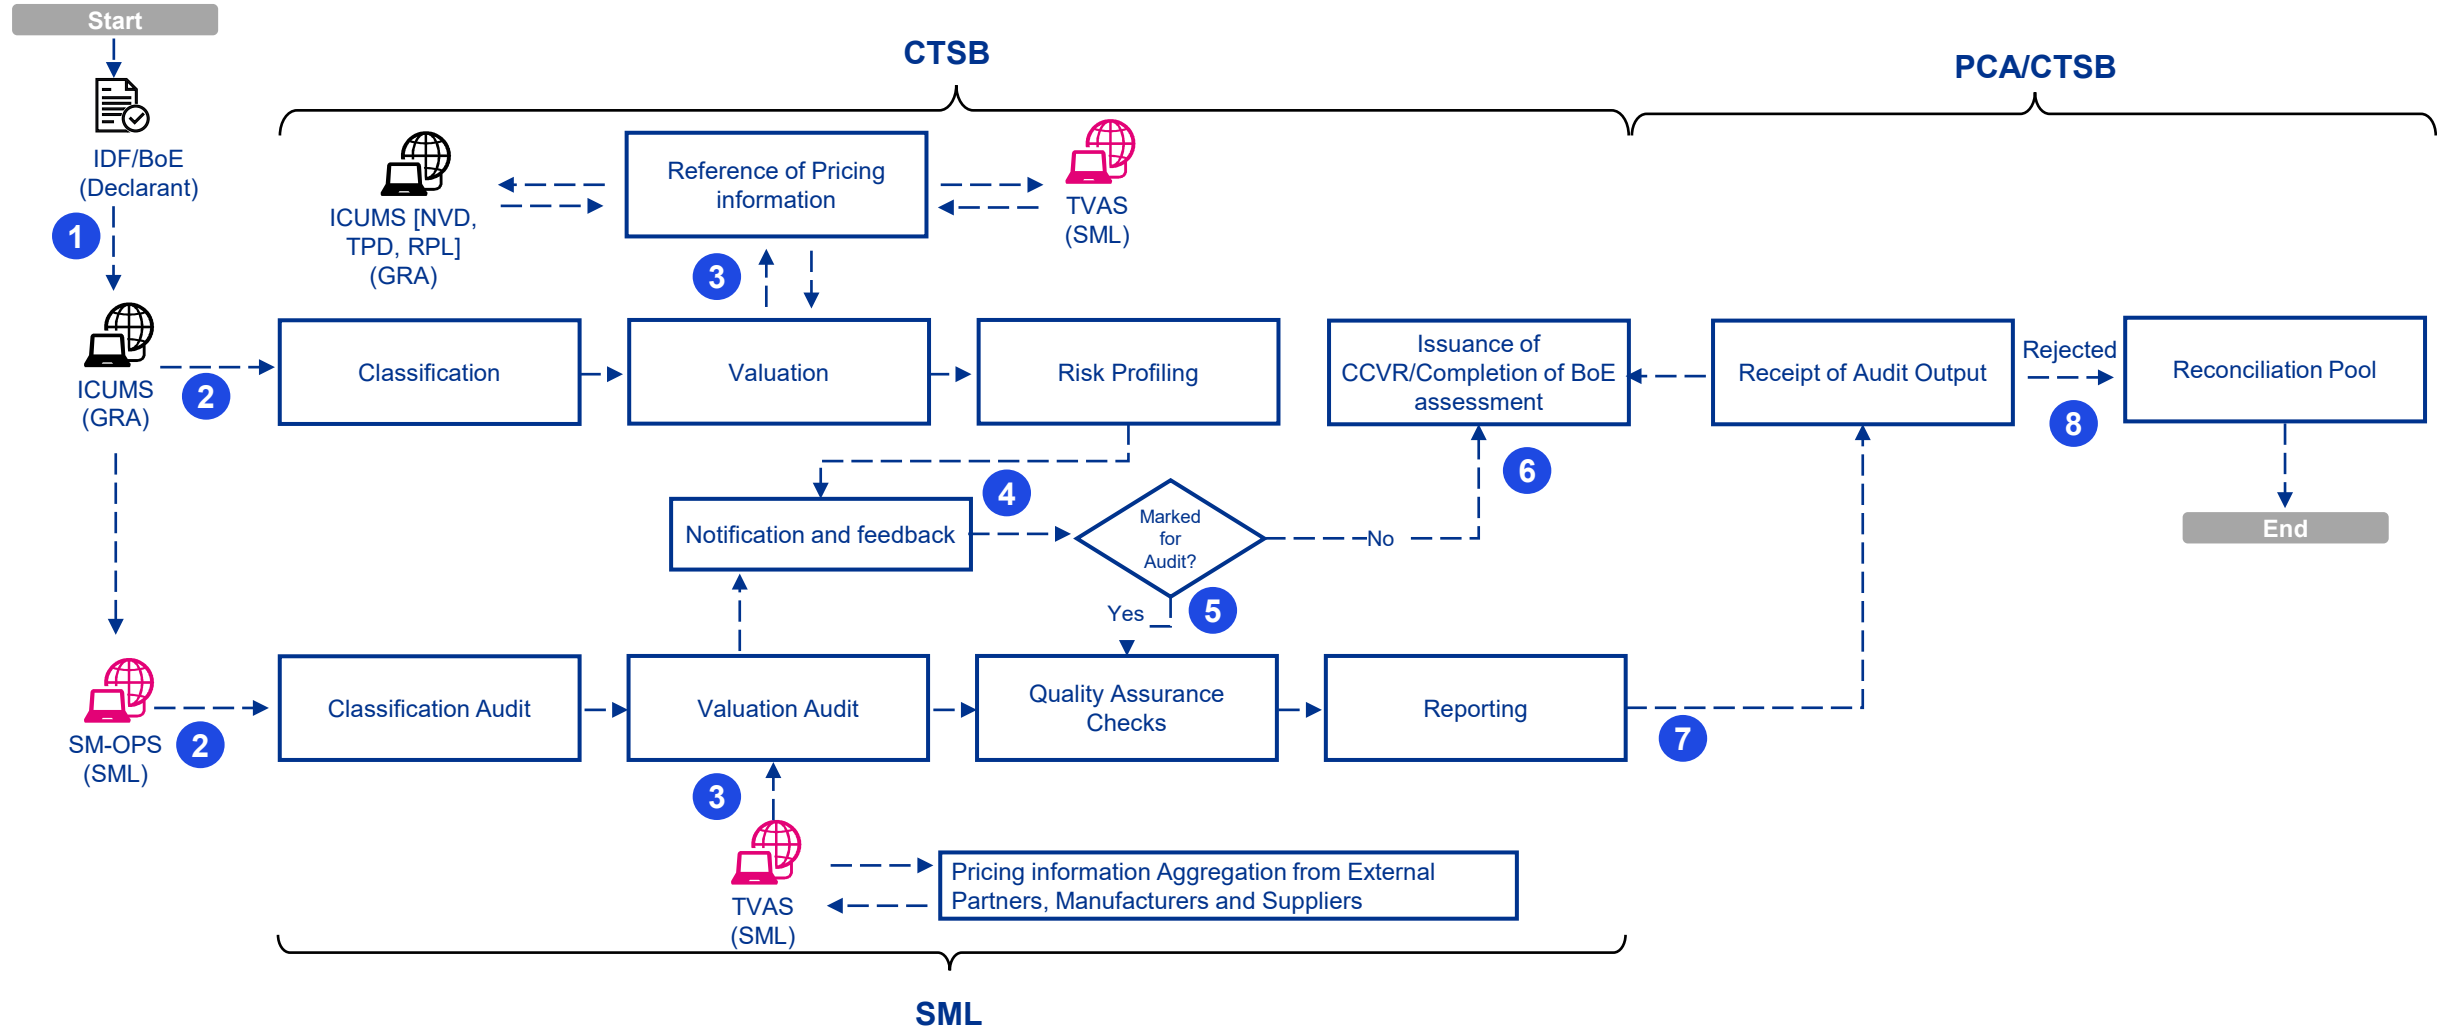 Start
CTSB
PCA/CTSB
IDF/BoE
(Declarant)
1
ICUMS [NVD,
TPD, RPL]
(GRA)
Reference of Pricing
information
TVAS
(SML)
3
ICUMS
(GRA)
2
Classification
Valuation
Risk Profiling
Issuance of
CCVR/Completion of BoE
assessment
Receipt of Audit Output
Rejected
8
Reconciliation Pool
4
6
Notification and feedback
Marked
for
Audit?
No
End
Yes
5
SM-OPS
(SML)
2
Classification Audit
Valuation Audit
Quality Assurance
Checks
Reporting
7
3
TVAS
(SML)
Pricing information Aggregation from External
Partners, Manufacturers and Suppliers
SML